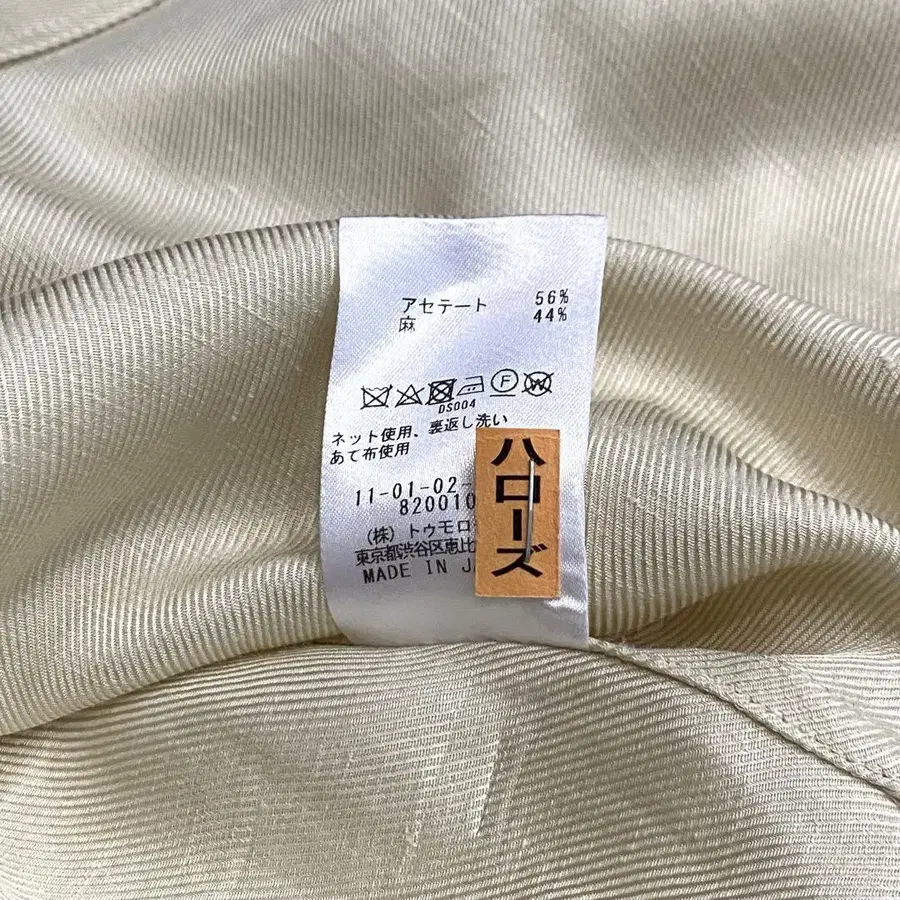 アセテート 56%
麻 44%
F W
DS004
ネット使用、裏返し洗い
あて布使用
11-01-02-
820010
(株) トゥモロ
東京都渋谷区恵比
MADE IN J
ハローズ